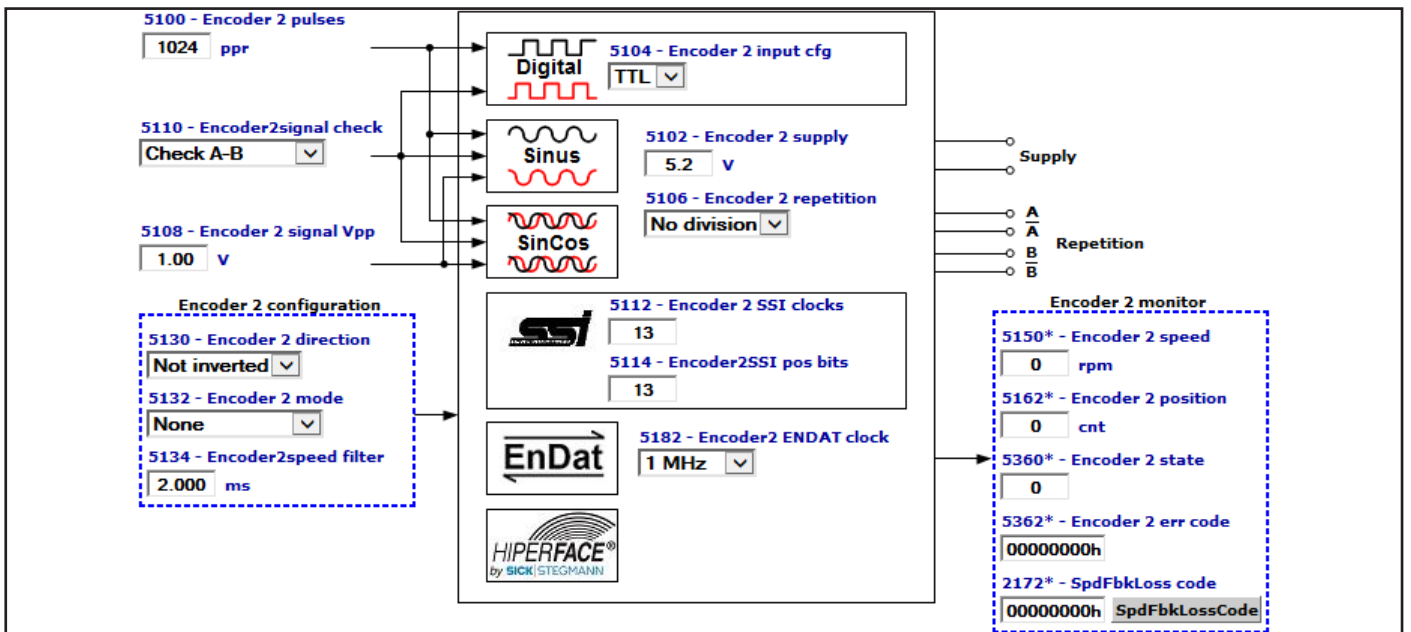 5100 - Encoder 2 pulses
1024 ppr
5110 - Encoder2signal check
Check A-B
5108 - Encoder 2 signal Vpp
1.00 V
Encoder 2 configuration
5130 - Encoder 2 direction
Not inverted
5132 - Encoder 2 mode
None
5134 - Encoder2speed filter
2.000 ms
Digital
5104 - Encoder 2 input cfg
TTL
Sinus
5102 - Encoder 2 supply
5.2 V
5106 - Encoder 2 repetition
No division
SinCos
SSI
5112 - Encoder 2 SSI clocks
13
5114 - Encoder2SSI pos bits
13
EnDat
5182 - Encoder2 ENDAT clock
1 MHz
HIPERFACE®
by SICK STEGMANN
Supply
A
A
B
B
Repetition
Encoder 2 monitor
5150* - Encoder 2 speed
0 rpm
5162* - Encoder 2 position
0 cnt
5360* - Encoder 2 state
0
5362* - Encoder 2 err code
00000000h
2172* - SpdFbkLoss code
00000000h SpdFbkLossCode